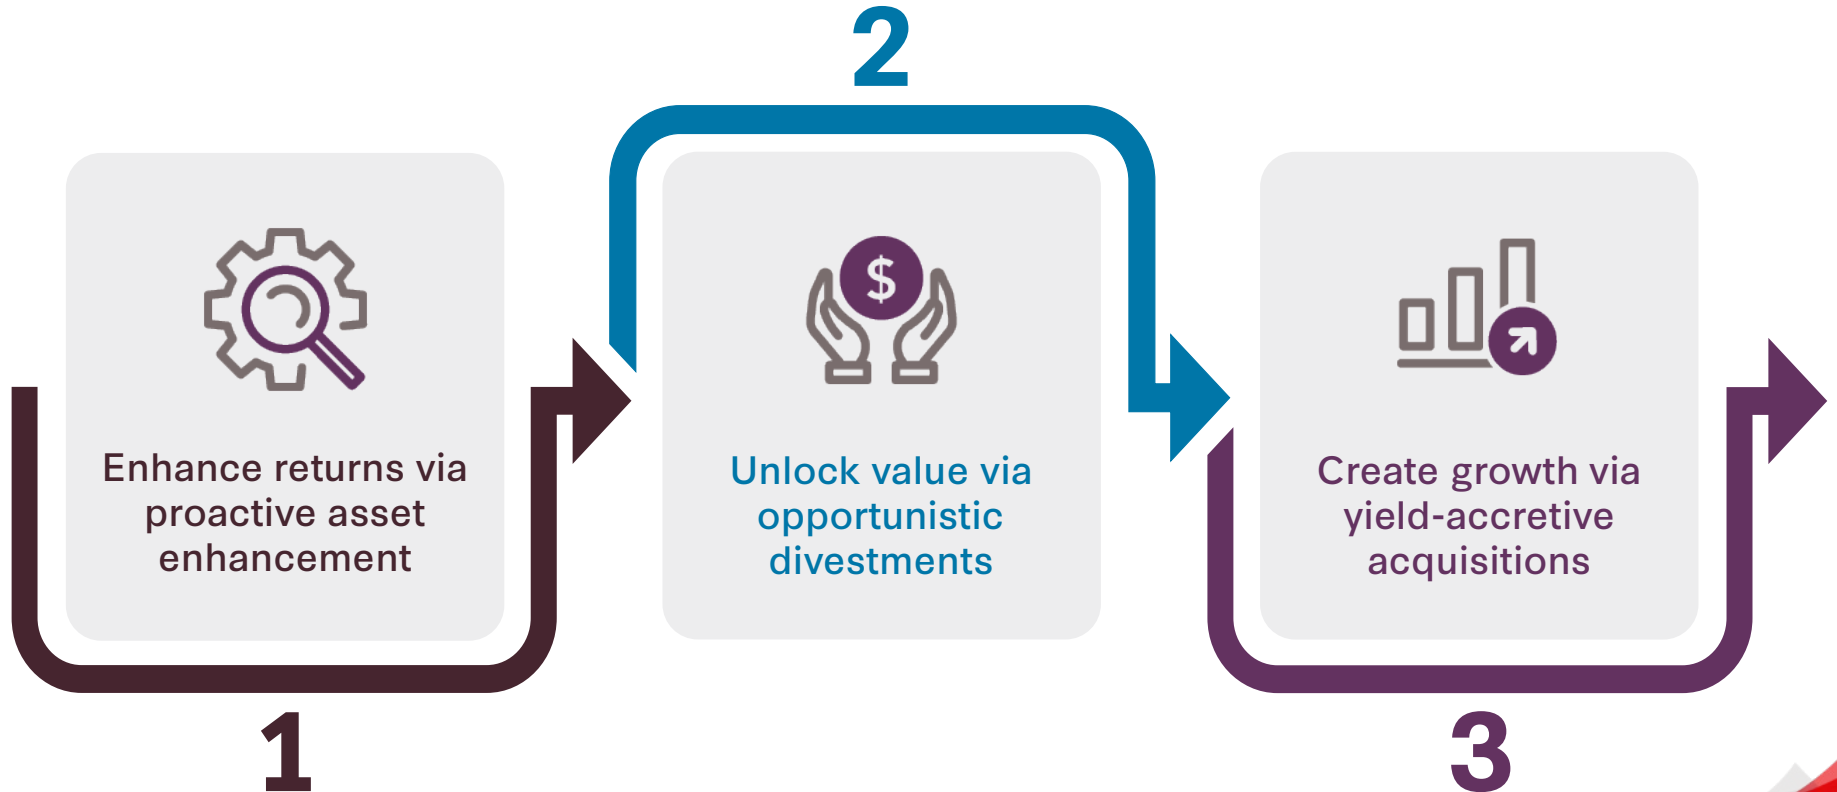 1
Enhance returns via
proactive asset
enhancement
2
$
Unlock value via
opportunistic
divestments
3
Create growth via
yield-accretive
acquisitions